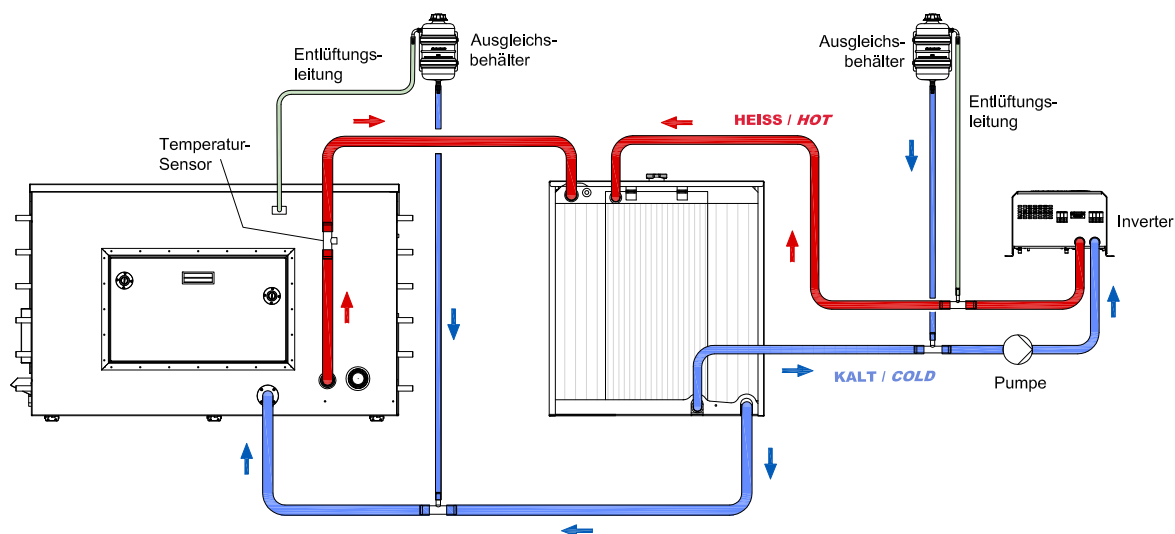 Entlüftungs-
leitung
Ausgleichs-
behälter
Ausgleichs-
behälter
Entlüftungs-
leitung
HEISS / HOT
Temperatur-
Sensor
Inverter
KALT / COLD
Pumpe